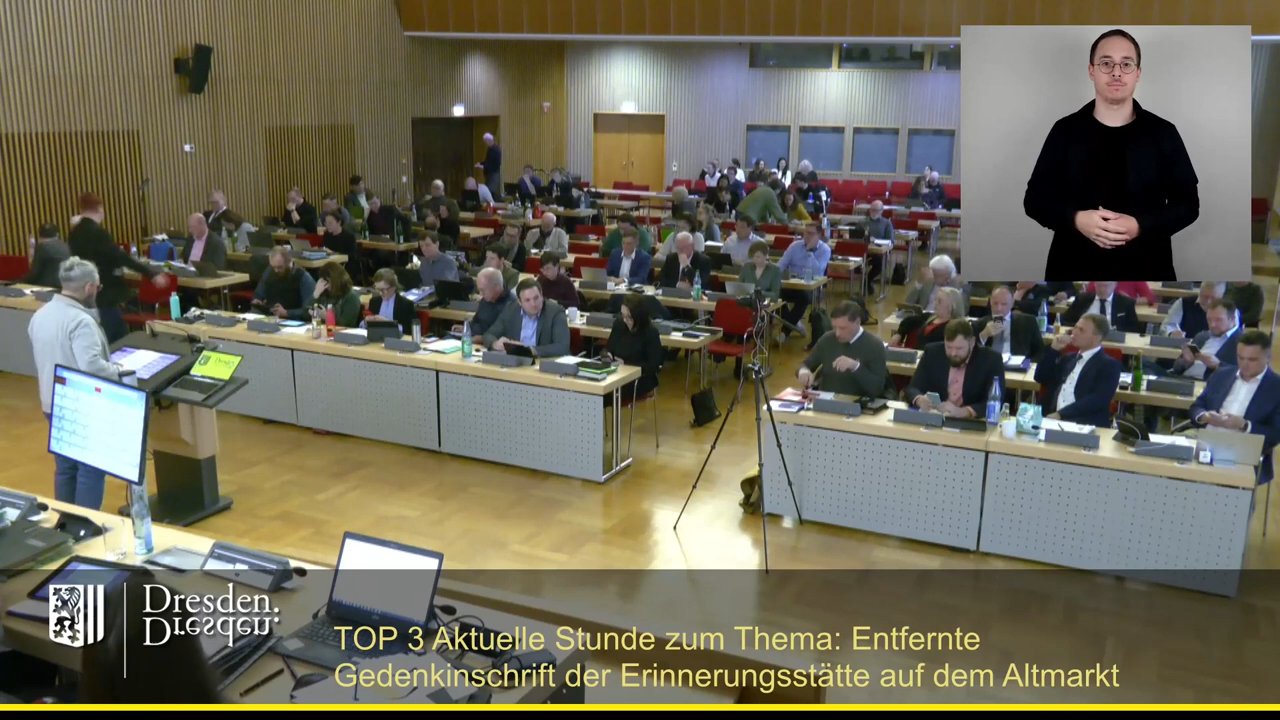 Dresden.
Dresden.
TOP 3 Aktuelle Stunde zum Thema: Entfernte
Gedenkinschrift der Erinnerungsstätte auf dem Altmarkt